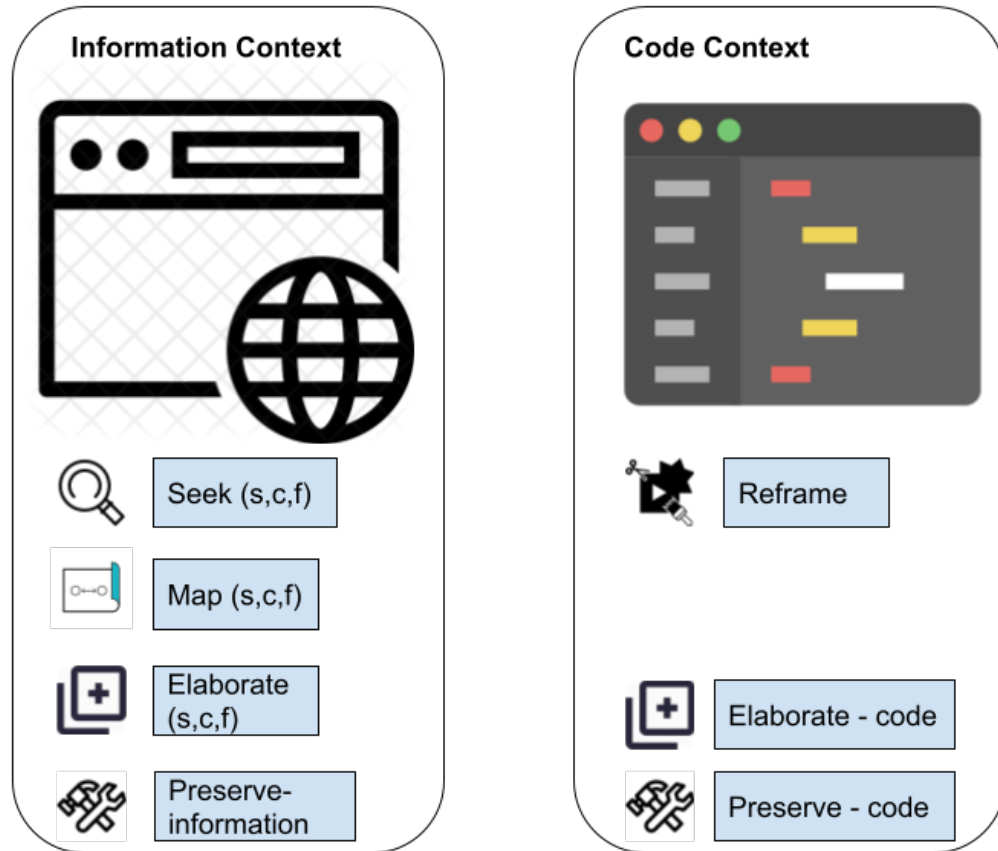 Information Context
Seek (s,c,f)
Map (s,c,f)
Elaborate
(s,c,f)
Preserve-
information
Code Context
Reframe
Elaborate - code
Preserve - code